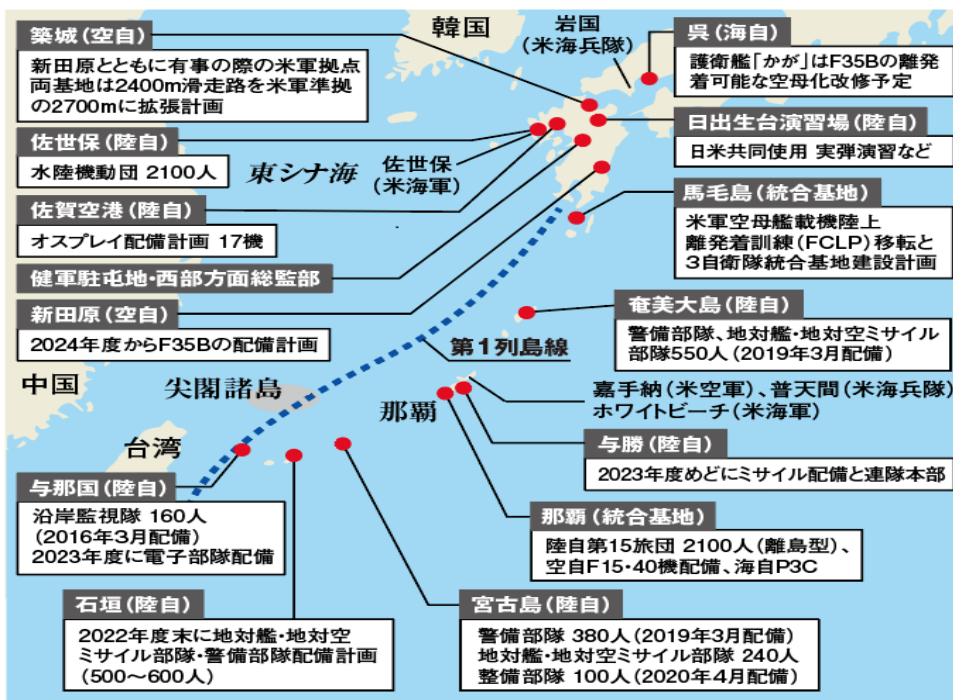 築城(空自)
新田原とともに有事の際の米軍拠点
両基地は2400m滑走路を米軍準拠
の2700mに拡張計画
佐世保(陸自)
水陸機動団 2100人
佐賀空港(陸自)
オスプレイ配備計画 17機
健軍駐屯地・西部方面総監部
新田原(空自)
2024年度からF35Bの配備計画
韓国
岩国
(米海兵隊)
東シナ海
佐世保
(米海軍)
呉(海自)
護衛艦「かが」はF35Bの離発
着可能な空母化改修予定
日出生台演習場(陸自)
日米共同使用 実弾演習など
馬毛島(統合基地)
米軍空母艦載機陸上
離発着訓練(FCLP)移転と
3自衛隊統合基地建設計画
奄美大島(陸自)
警備部隊、地対艦・地対空ミサイル
部隊550人(2019年3月配備)
第1列島線
中国
尖閣諸島
那覇
台湾
嘉手納(米空軍)、普天間(米海兵隊)
ホワイトビーチ(米海軍)
与勝(陸自)
2023年度めどにミサイル配備と連隊本部
与那国(陸自)
沿岸監視隊 160人
(2016年3月配備)
2023年度に電子部隊配備
那覇(統合基地)
陸自第15旅団 2100人(離島型)、
空自F15・40機配備、海自P3C
石垣(陸自)
2022年度末に地対艦・地対空
ミサイル部隊・警備部隊配備計画
(500〜600人)
宮古島(陸自)
警備部隊 380人(2019年3月配備)
地対艦・地対空ミサイル部隊 240人
整備部隊 100人(2020年4月配備)